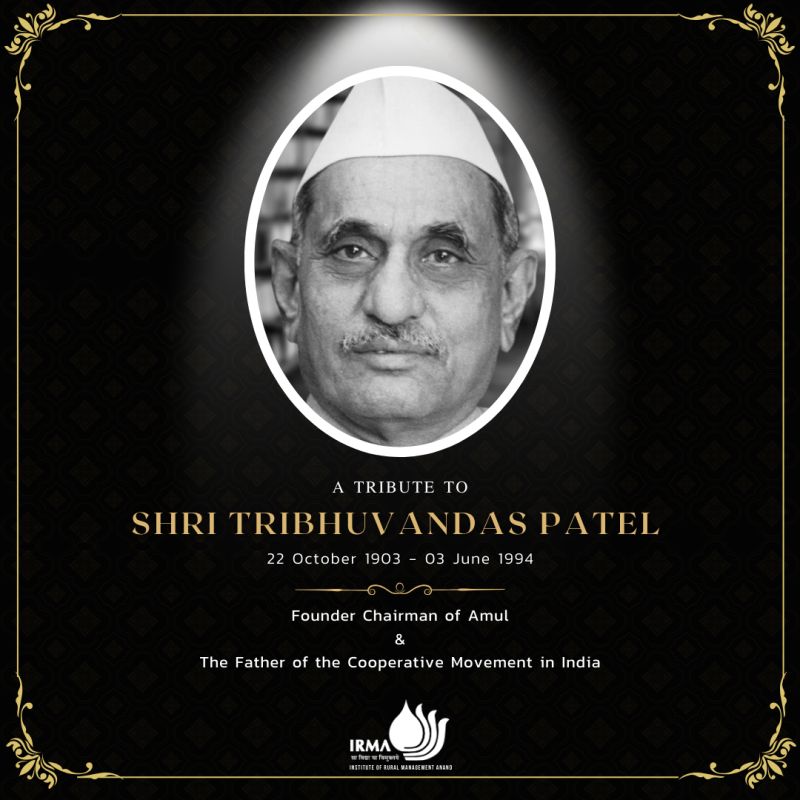 A TRIBUTE TO
SHRI TRIBHUVANDAS PATEL
22 October 1903 - 03 June 1994
Founder Chairman of Amul
&
The Father of the Cooperative Movement in India
IRMA
सा विद्या या विमुक्तये
INSTITUTE OF RURAL MANAGEMENT ANAND